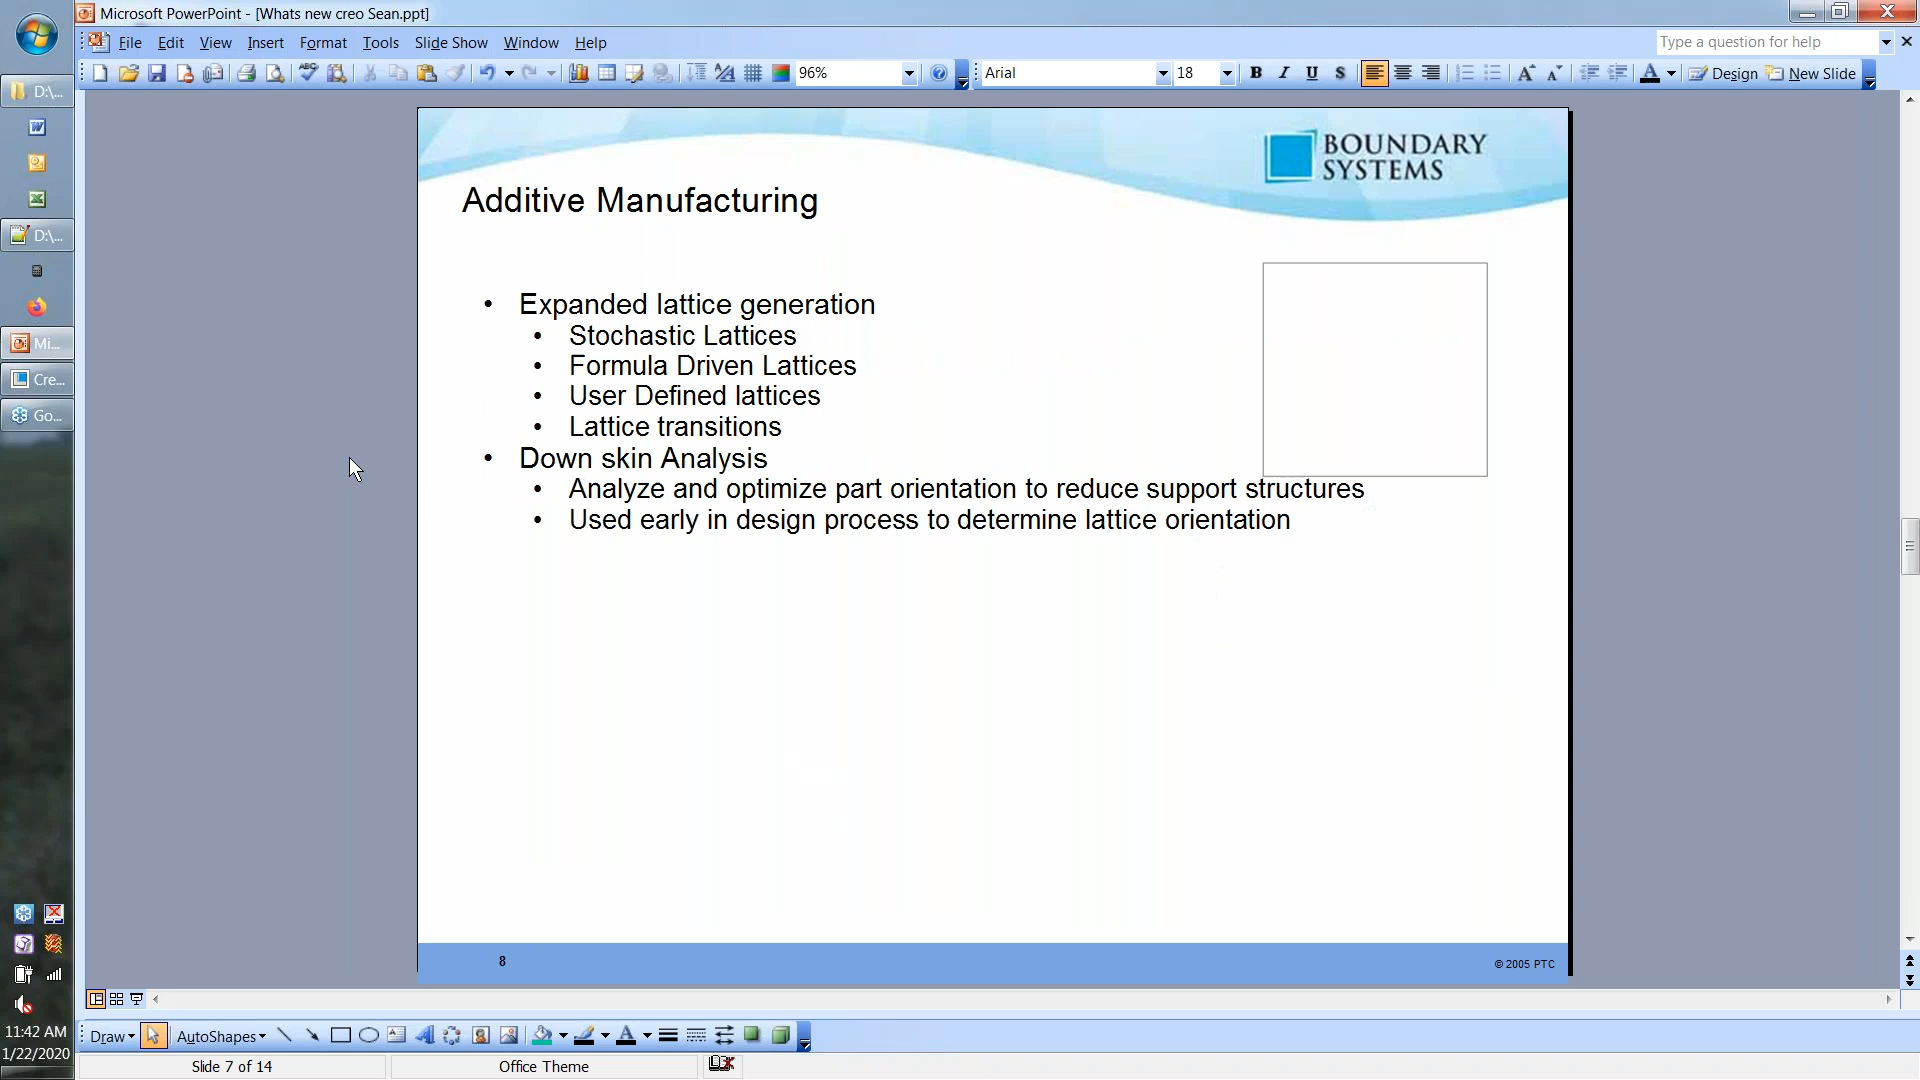 Microsoft PowerPoint - [Whats new creo Sean.ppt]
File Edit View Insert Format Tools Slide Show Window Help
Type a question for help
96%
Arial
18
B I U S
A A
A
Design
New Slide
D:\...
D:\...
Mi...
Cre...
Go...
BOUNDARY
SYSTEMS
Additive Manufacturing
• Expanded lattice generation
• Stochastic Lattices
• Formula Driven Lattices
• User Defined lattices
• Lattice transitions
• Down skin Analysis
• Analyze and optimize part orientation to reduce support structures
• Used early in design process to determine lattice orientation
8
© 2005 PTC
11:42 AM
1/22/2020
Draw
AutoShapes
Slide 7 of 14
Office Theme